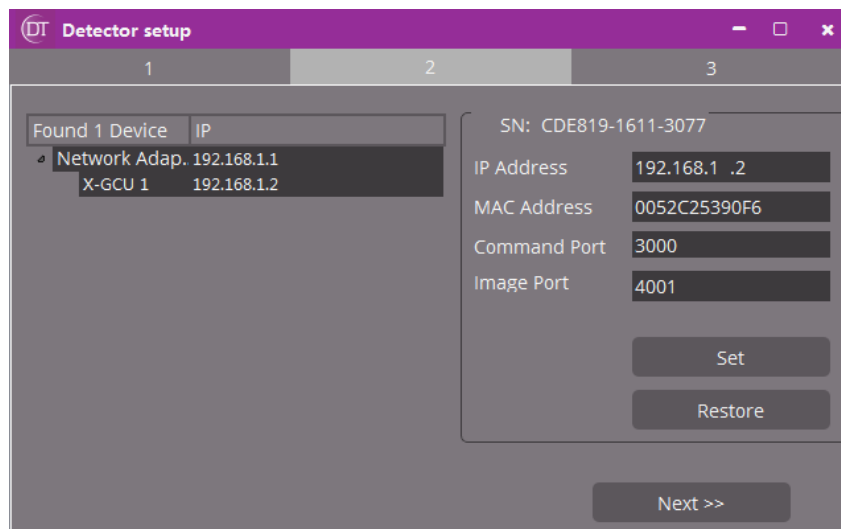 DT Detector setup
1 2 3
Found 1 Device IP
Network Adap.. 192.168.1.1
X-GCU 1 192.168.1.2
SN: CDE819-1611-3077
IP Address 192.168.1 .2
MAC Address 0052C25390F6
Command Port 3000
Image Port 4001
Set
Restore
Next >>